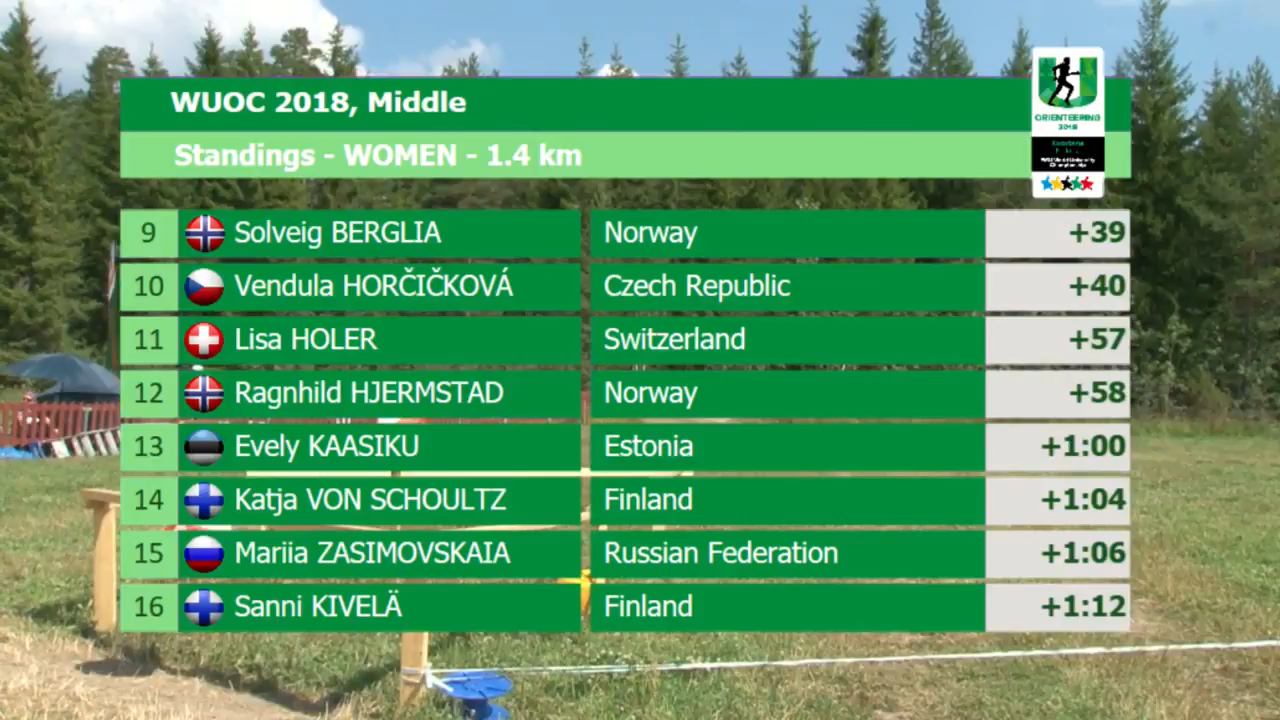 WUOC 2018, Middle
Standings - WOMEN - 1.4 km
ORIENTEERING
2018
9 Solveig BERGLIA Norway +39
10 Vendula HORČIČKOVÁ Czech Republic +40
11 Lisa HOLER Switzerland +57
12 Ragnhild HJERMSTAD Norway +58
13 Evely KAASIKU Estonia +1:00
14 Katja VON SCHOULTZ Finland +1:04
15 Mariia ZASIMOVSKAIA Russian Federation +1:06
16 Sanni KIVELÄ Finland +1:12